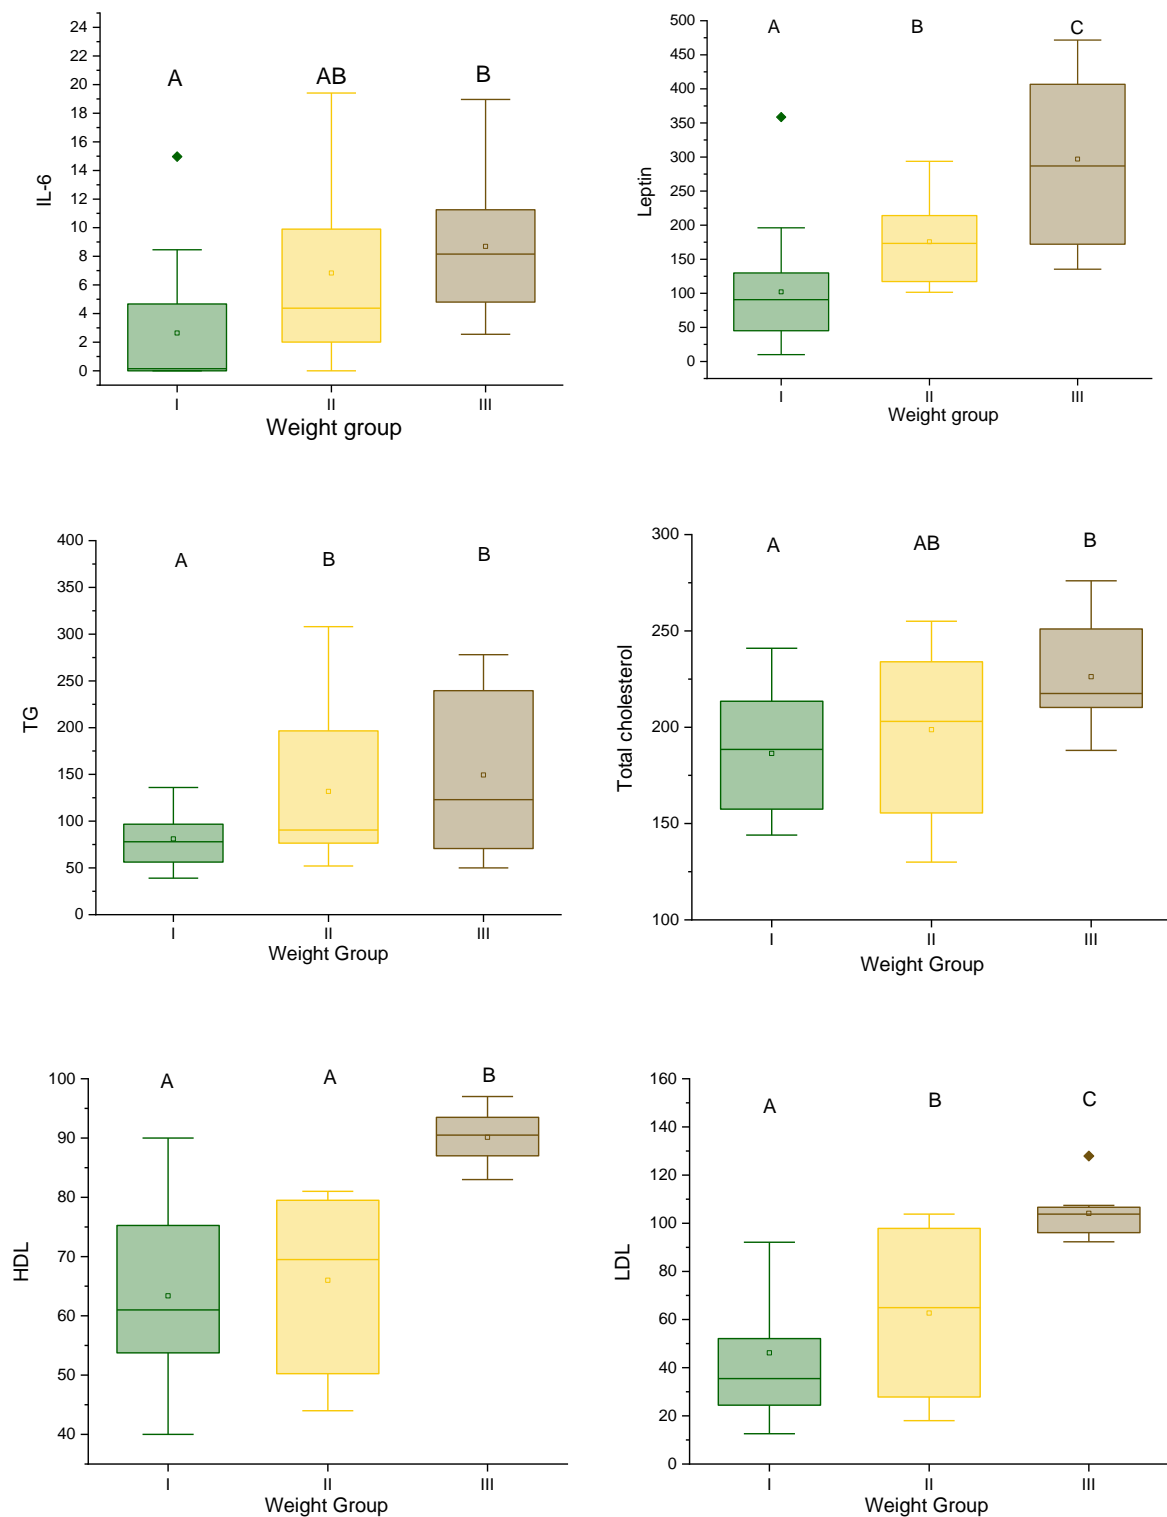 IL-6
24
22
20
18
16
14
12
10
8
6
4
2
0
A
AB
B
I
II
III
Weight group
Leptin
500
450
400
350
300
250
200
150
100
50
0
A
B
C
I
II
III
Weight group
TG
400
350
300
250
200
150
100
50
0
A
B
B
I
II
III
Weight Group
Total cholesterol
300
250
200
150
100
A
AB
B
I
II
III
Weight Group
HDL
100
90
80
70
60
50
40
A
A
B
I
II
III
Weight Group
LDL
160
140
120
100
80
60
40
20
0
A
B
C
I
II
III
Weight Group